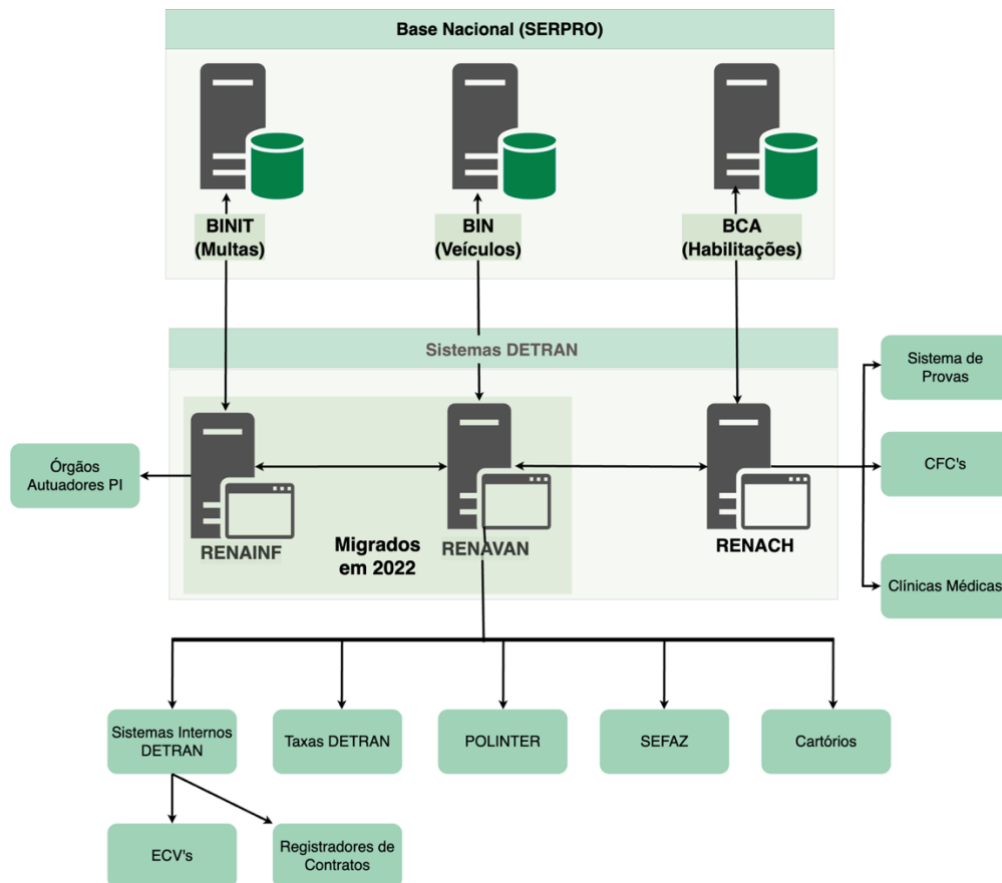 Base Nacional (SERPRO)
BINIT
(Multas)
BIN
(Veículos)
BCA
(Habilitações)
Sistemas DETRAN
Sistema de
Provas
Órgãos
Autuadores PI
CFC's
RENAINF
Migrados
em 2022
RENAVAN
RENACH
Clínicas Médicas
Sistemas Internos
DETRAN
Taxas DETRAN
POLINTER
SEFAZ
Cartórios
ECV's
Registradores de
Contratos